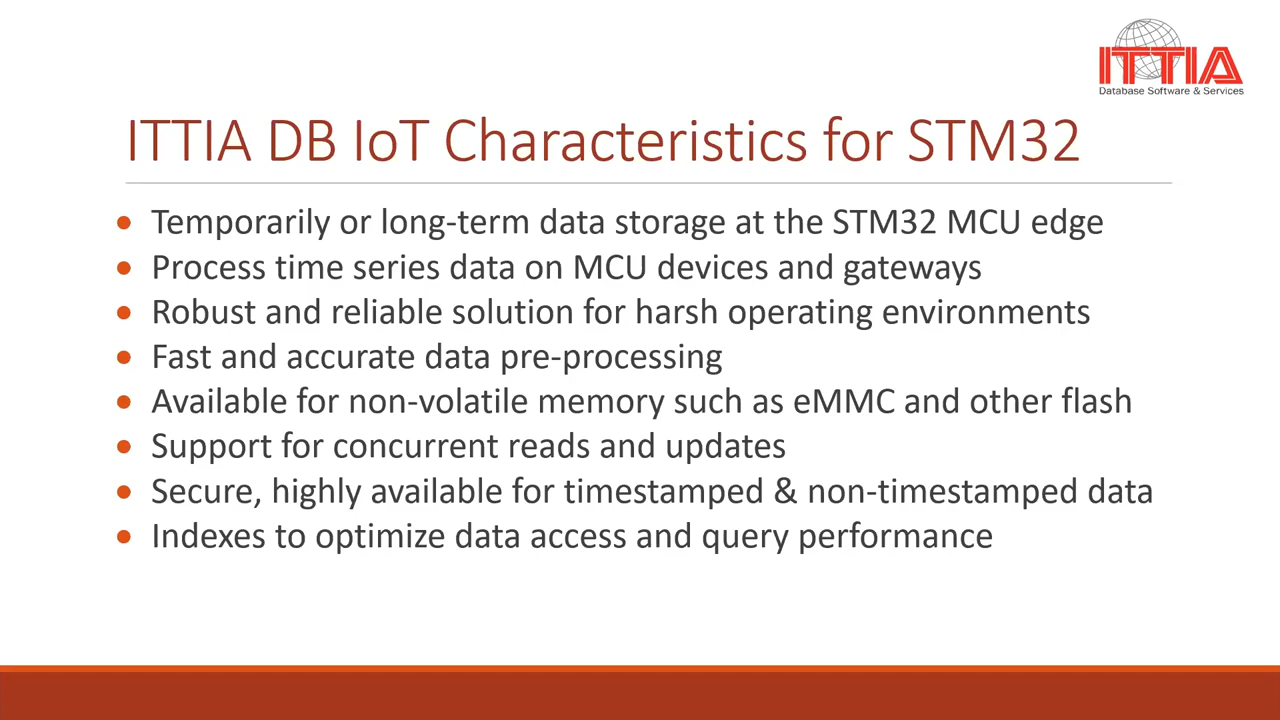 ITTIA
Database Software & Services
ITTIA DB IoT Characteristics for STM32
• Temporarily or long-term data storage at the STM32 MCU edge
• Process time series data on MCU devices and gateways
• Robust and reliable solution for harsh operating environments
• Fast and accurate data pre-processing
• Available for non-volatile memory such as eMMC and other flash
• Support for concurrent reads and updates
• Secure, highly available for timestamped & non-timestamped data
• Indexes to optimize data access and query performance